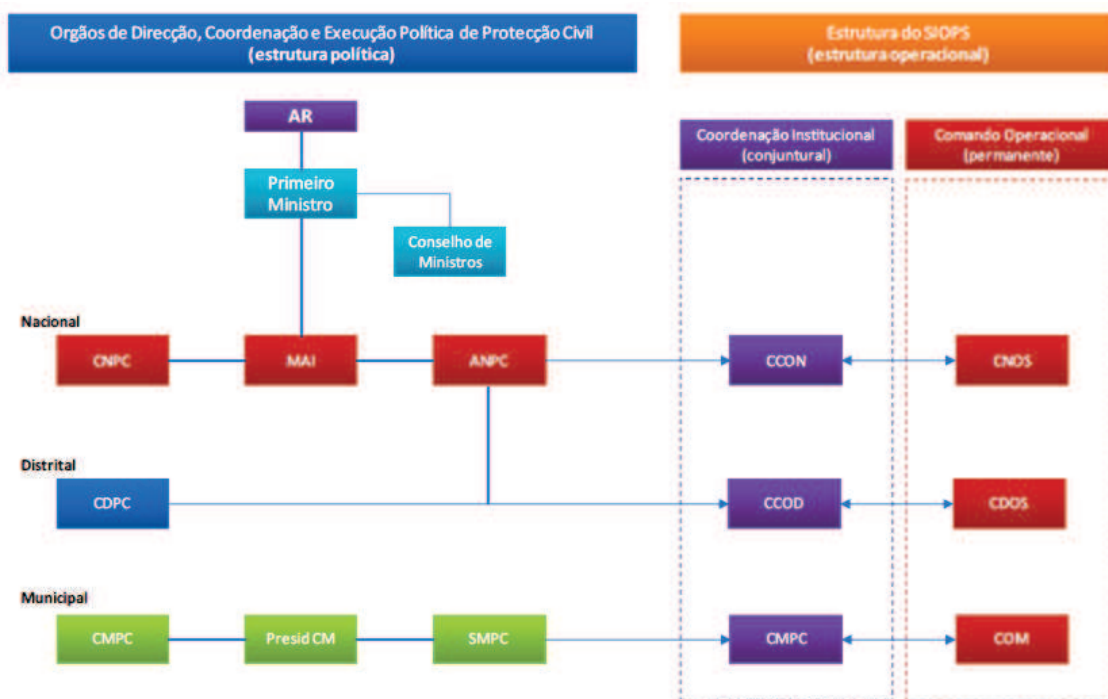 Orgãos de Direcção, Coordenação e Execução Política de Protecção Civil
(estrutura política)
Estrutura do SIOPS
(estrutura operacional)
AR
Coordenação Institucional
(conjuntural)
Comando Operacional
(permanente)
Primeiro
Ministro
Conselho de
Ministros
Nacional
CNPC
MAI
ANPC
CCON
CNOS
Distrital
CDPC
CCOD
CDOS
Municipal
CMPC
Presid CM
SMPC
CMPC
COM